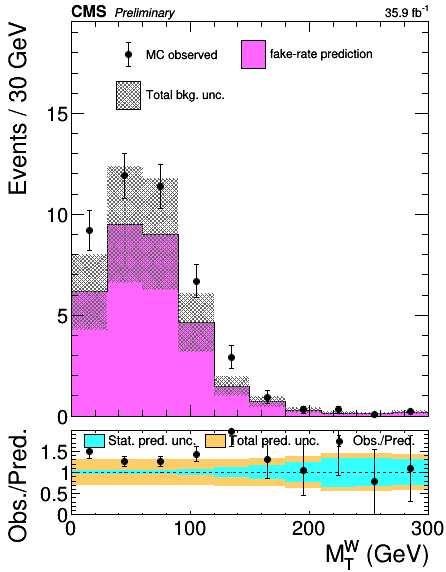 CMS Preliminary 35.9 fb⁻¹
MC observed fake-rate prediction
Total bkg. unc.
Events / 30 GeV
15
10
5
0
Stat. pred. unc. Total pred. unc. Obs./Pred.
Obs./Pred.
1.5
1
0.5
0
0 100 200 300
M_T^W (GeV)